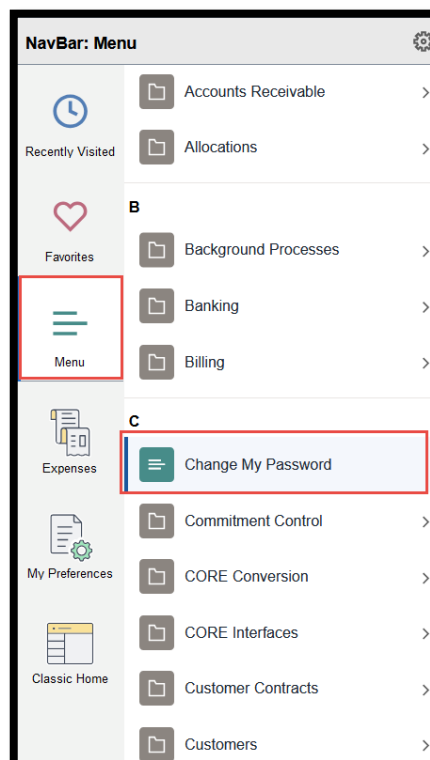 NavBar: Menu
Recently Visited
Favorites
Menu
Expenses
My Preferences
Classic Home
Accounts Receivable
Allocations
B
Background Processes
Banking
Billing
C
Change My Password
Commitment Control
CORE Conversion
CORE Interfaces
Customer Contracts
Customers